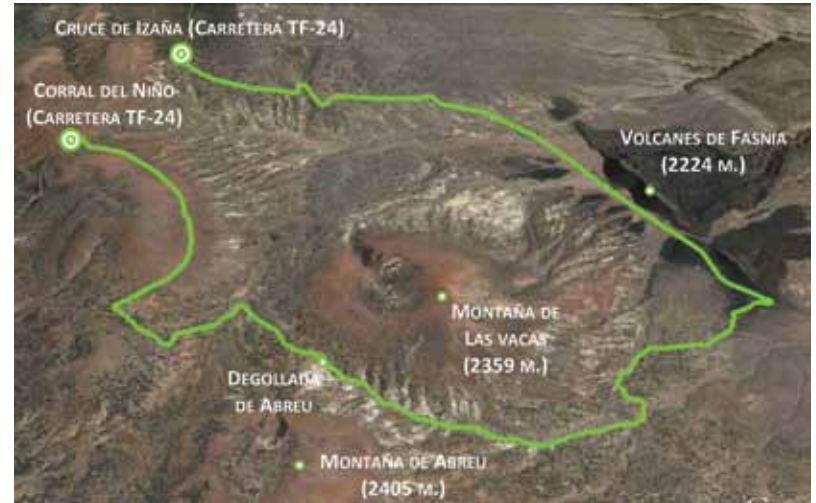 CRUCE DE IZAÑA (CARRETERA TF-24)
CORRAL DEL NIÑO
(CARRETERA TF-24)
VOLCANES DE FASNIA
(2224 M.)
MONTAÑA DE
LAS VACAS
(2359 M.)
DEGOLLADA
DE ABREU
MONTAÑA DE ABREU
(2405 M.)